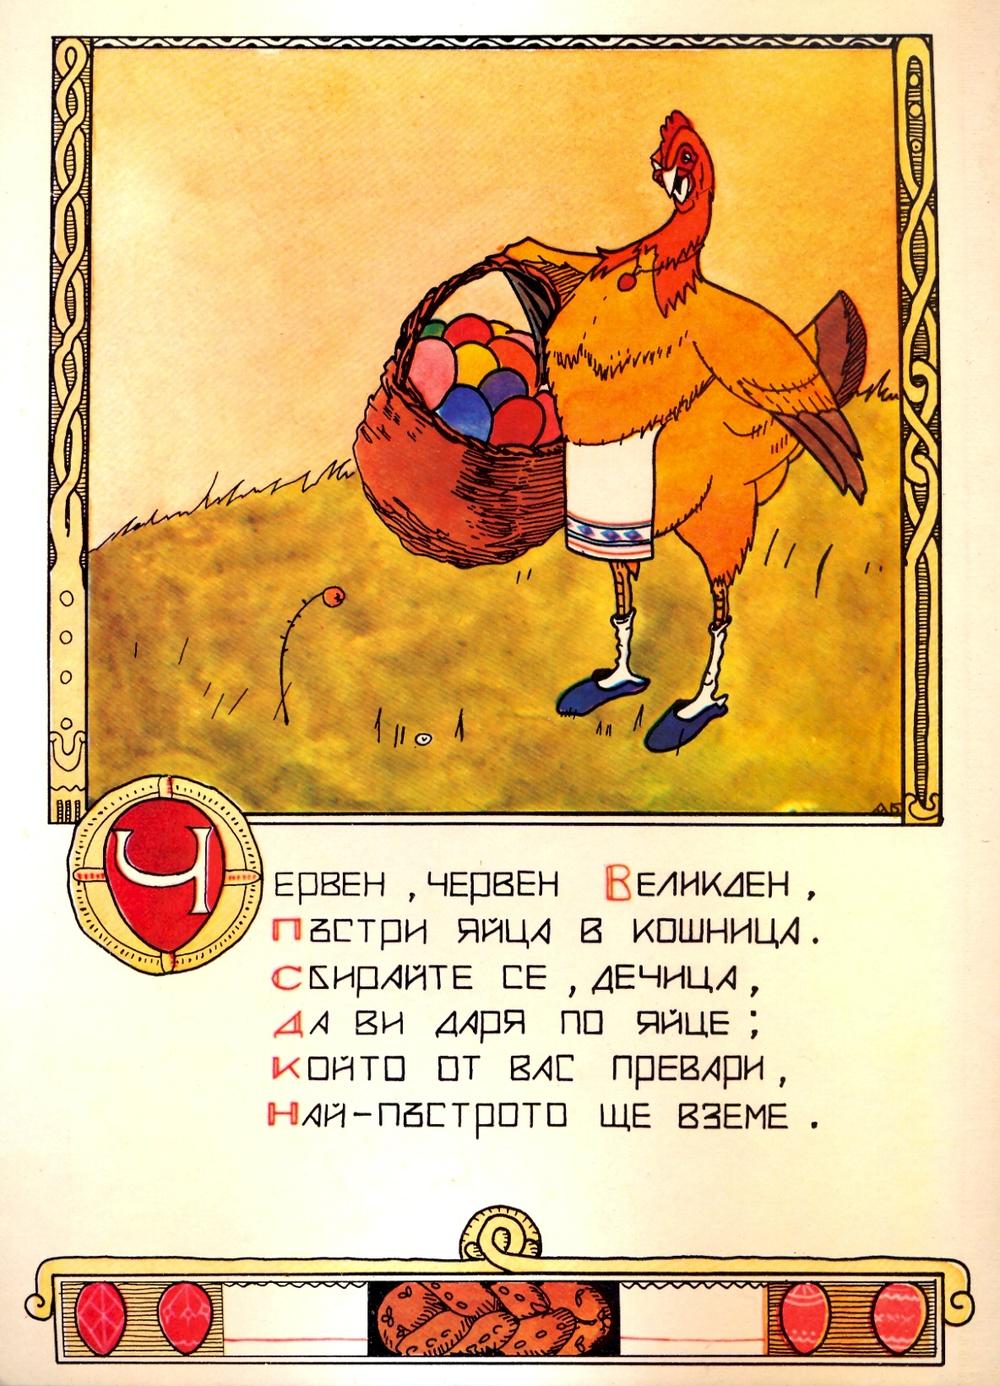 Червен, червен Великден,
Пъстри яйца в кошница.
Сбирайте се, дечица,
Да ви даря по яйце;
Който от вас превари,
Най-пъстрото ще вземе.